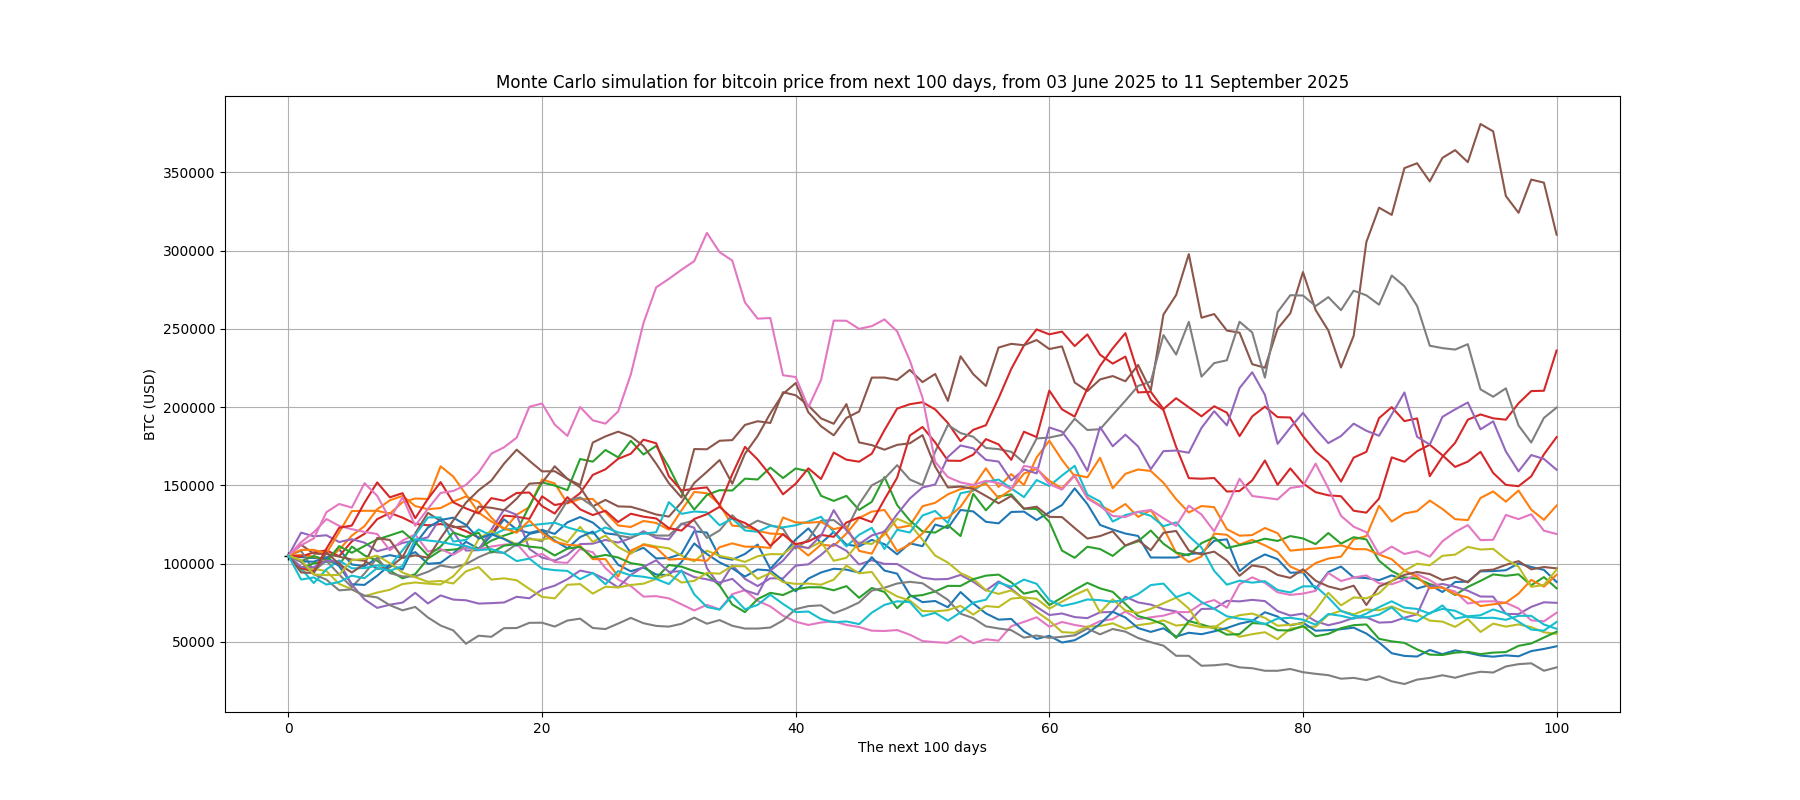 Monte Carlo simulation for bitcoin price from next 100 days, from 03 June 2025 to 11 September 2025
BTC (USD)
350000
300000
250000
200000
150000
100000
50000
0 20 40 60 80 100
The next 100 days